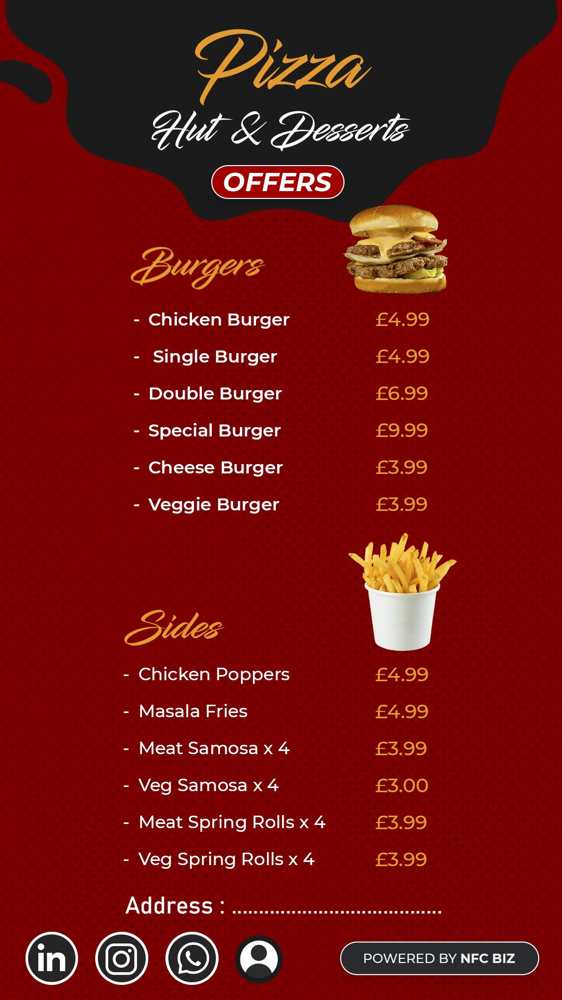 Pizza
Hut & Desserts
OFFERS
Burgers
- Chicken Burger £4.99
- Single Burger £4.99
- Double Burger £6.99
- Special Burger £9.99
- Cheese Burger £3.99
- Veggie Burger £3.99
Sides
- Chicken Poppers £4.99
- Masala Fries £4.99
- Meat Samosa x 4 £3.99
- Veg Samosa x 4 £3.00
- Meat Spring Rolls x 4 £3.99
- Veg Spring Rolls x 4 £3.99
Address : .......................................
in
POWERED BY NFC BIZ